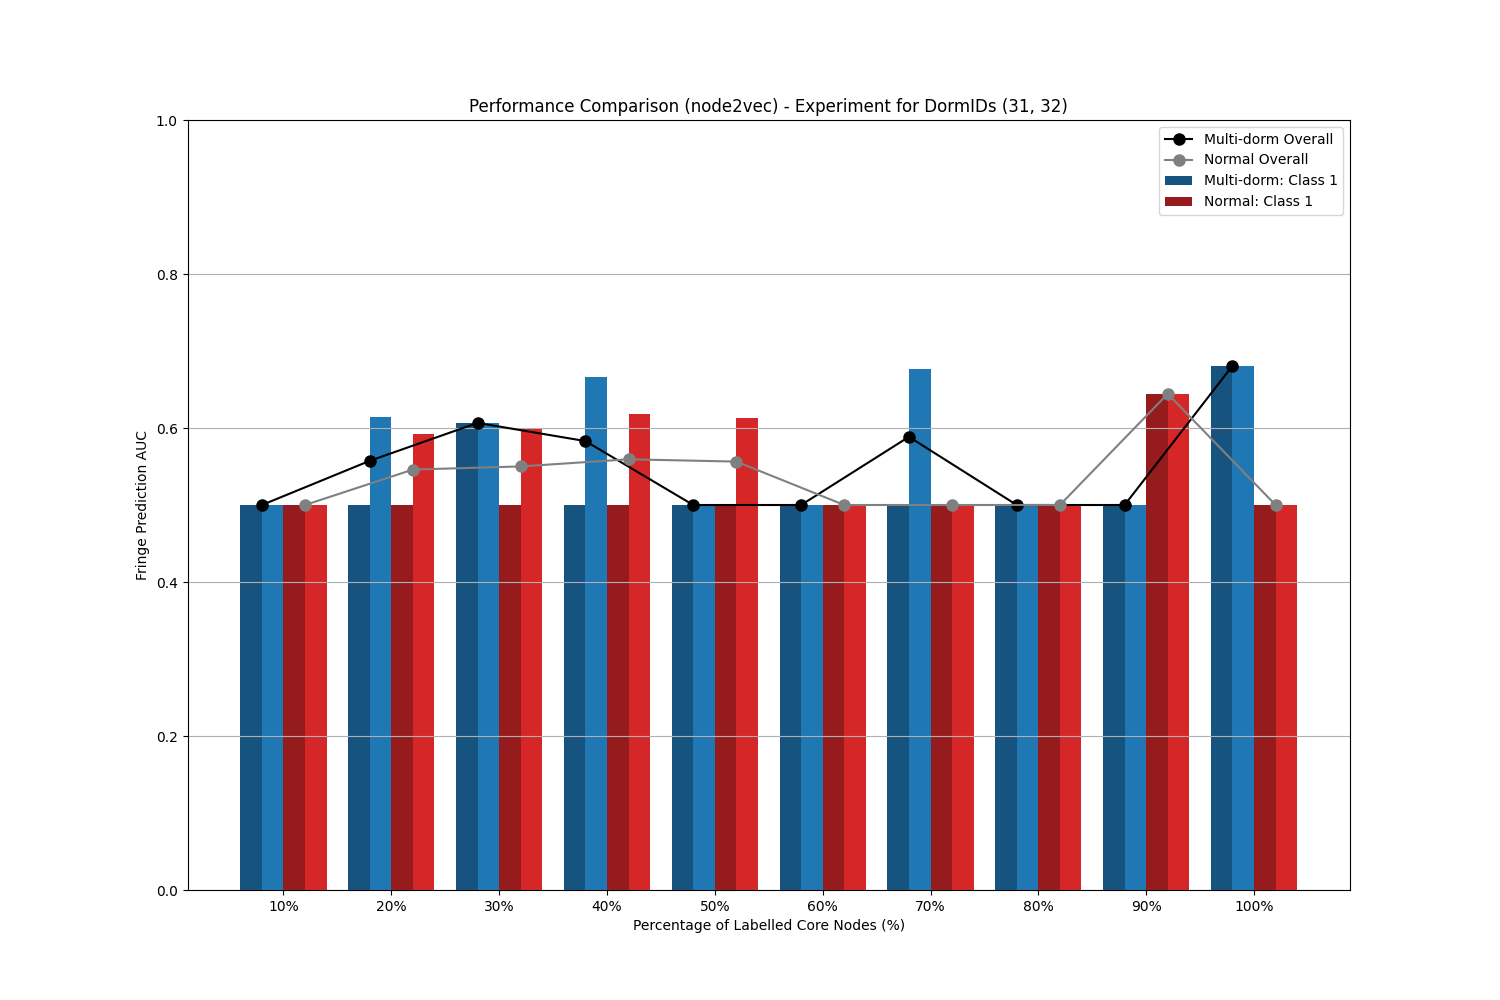 Performance Comparison (node2vec) - Experiment for DormIDs (31, 32)
1.0
0.8
0.6
0.4
0.2
0.0
Fringe Prediction AUC
Multi-dorm Overall
Normal Overall
Multi-dorm: Class 1
Normal: Class 1
10% 20% 30% 40% 50% 60% 70% 80% 90% 100%
Percentage of Labelled Core Nodes (%)